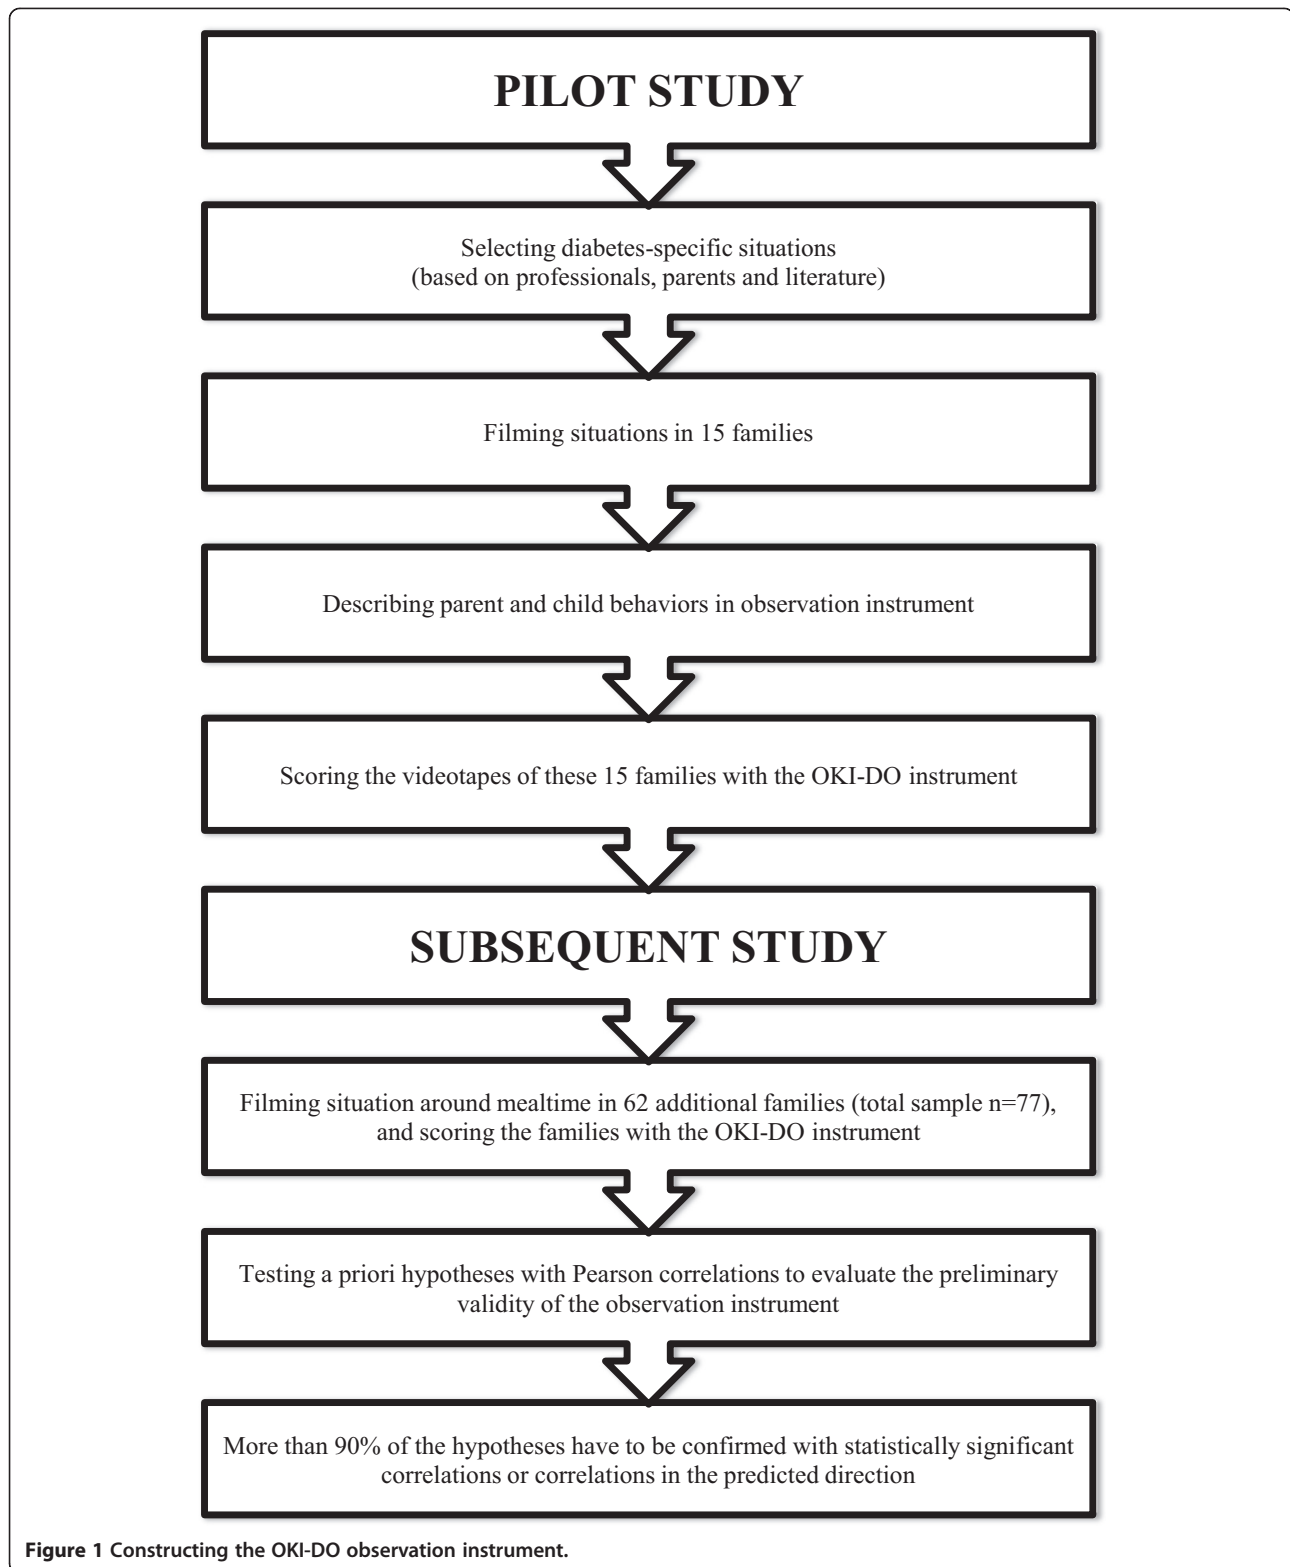 PILOT STUDY
Selecting diabetes-specific situations
(based on professionals, parents and literature)
Filming situations in 15 families
Describing parent and child behaviors in observation instrument
Scoring the videotapes of these 15 families with the OKI-DO instrument
SUBSEQUENT STUDY
Filming situation around mealtime in 62 additional families (total sample n=77),
and scoring the families with the OKI-DO instrument
Testing a priori hypotheses with Pearson correlations to evaluate the preliminary
validity of the observation instrument
More than 90% of the hypotheses have to be confirmed with statistically significant
correlations or correlations in the predicted direction
Figure 1 Constructing the OKI-DO observation instrument.